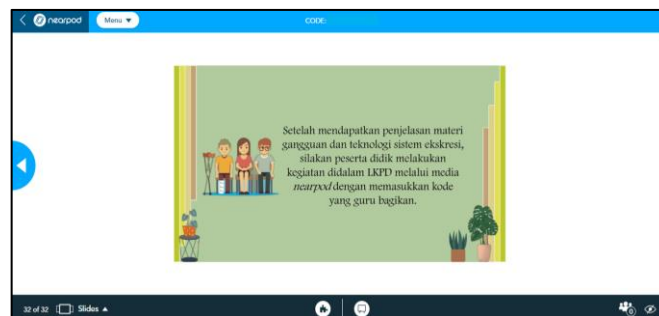 nearpod
Menu
CODE:
Setelah mendapatkan penjelasan materi
gangguan dan teknologi sistem ekskresi,
silakan peserta didik melakukan
kegiatan didalam LKPD melalui media
nearpod dengan memasukkan kode
yang guru bagikan.
32 of 32
Slides
0